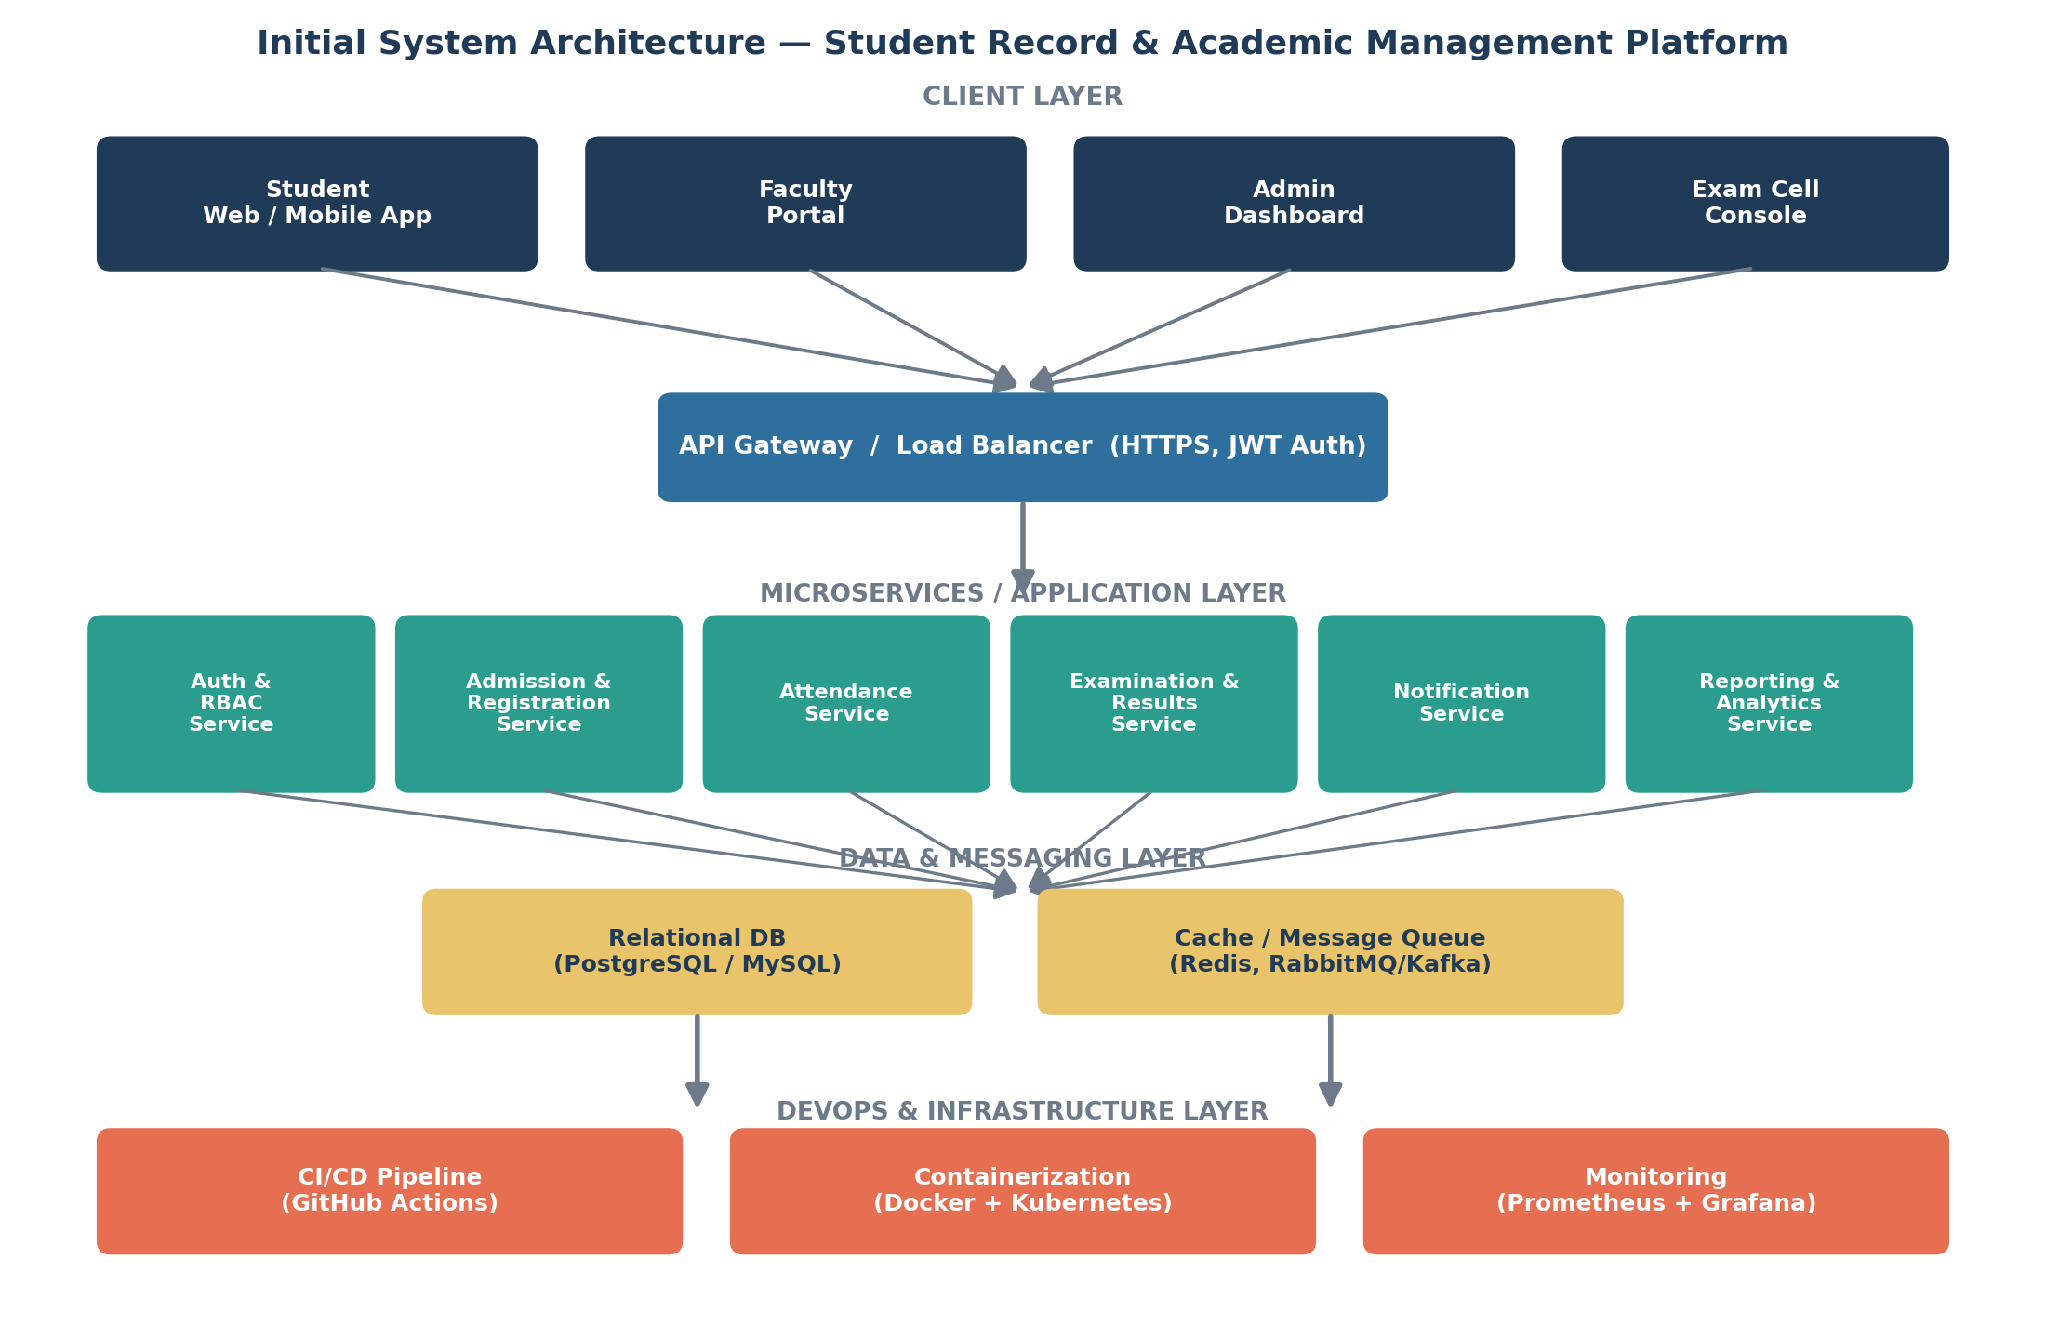 Initial System Architecture — Student Record & Academic Management Platform
CLIENT LAYER
Student
Web / Mobile App
Faculty
Portal
Admin
Dashboard
Exam Cell
Console
API Gateway  /  Load Balancer  (HTTPS, JWT Auth)
MICROSERVICES / APPLICATION LAYER
Auth &
RBAC
Service
Admission &
Registration
Service
Attendance
Service
Examination &
Results
Service
Notification
Service
Reporting &
Analytics
Service
DATA & MESSAGING LAYER
Relational DB
(PostgreSQL / MySQL)
Cache / Message Queue
(Redis, RabbitMQ/Kafka)
DEVOPS & INFRASTRUCTURE LAYER
CI/CD Pipeline
(GitHub Actions)
Containerization
(Docker + Kubernetes)
Monitoring
(Prometheus + Grafana)